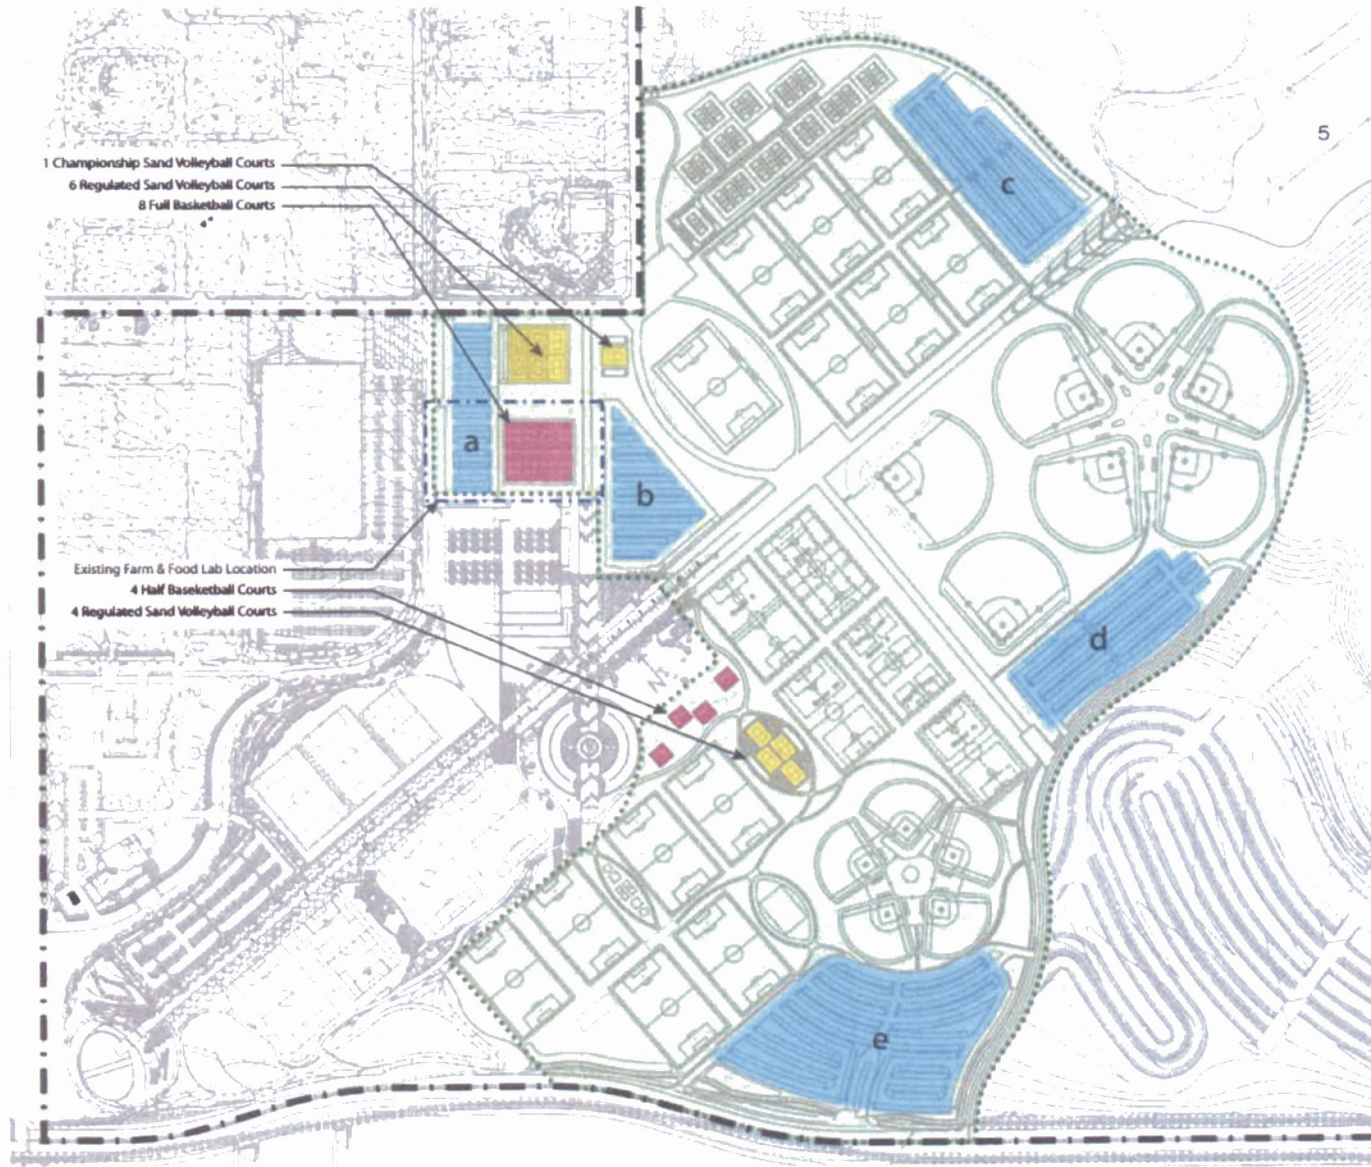 5
1 Championship Sand Volleyball Courts
6 Regulated Sand Volleyball Courts
8 Full Basketball Courts
c
a
b
Existing Farm & Food Lab Location
4 Half Baseketball Courts
4 Regulated Sand Volleyball Courts
d
e